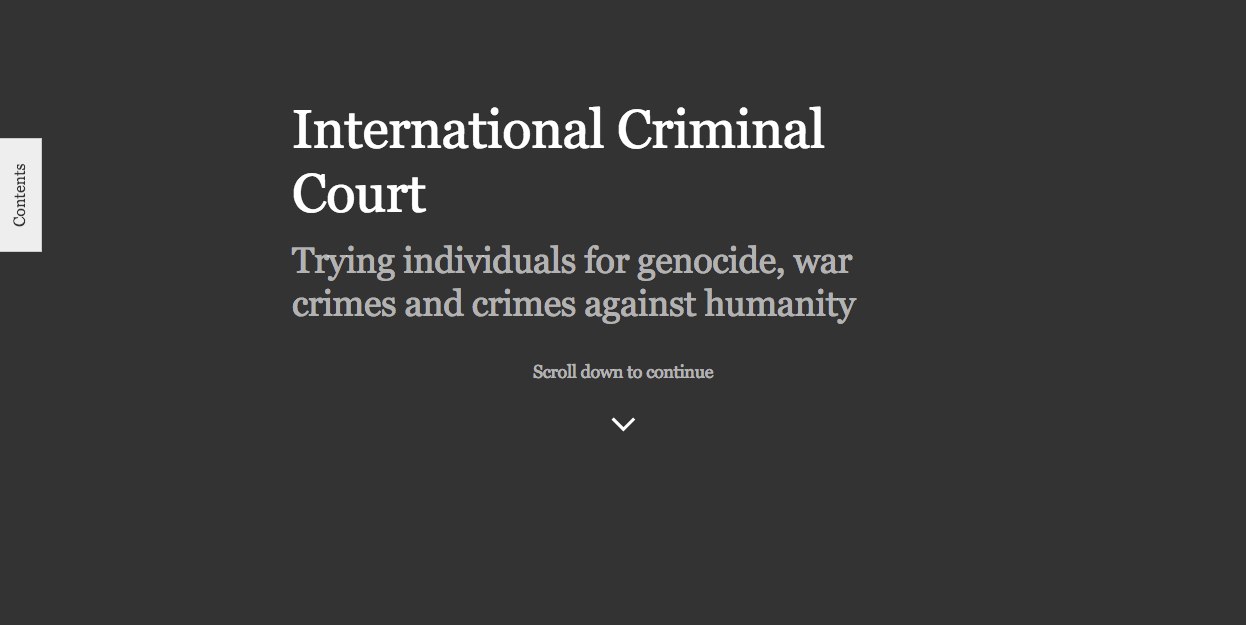 International Criminal
Court
Trying individuals for genocide, war
crimes and crimes against humanity
Scroll down to continue
Contents